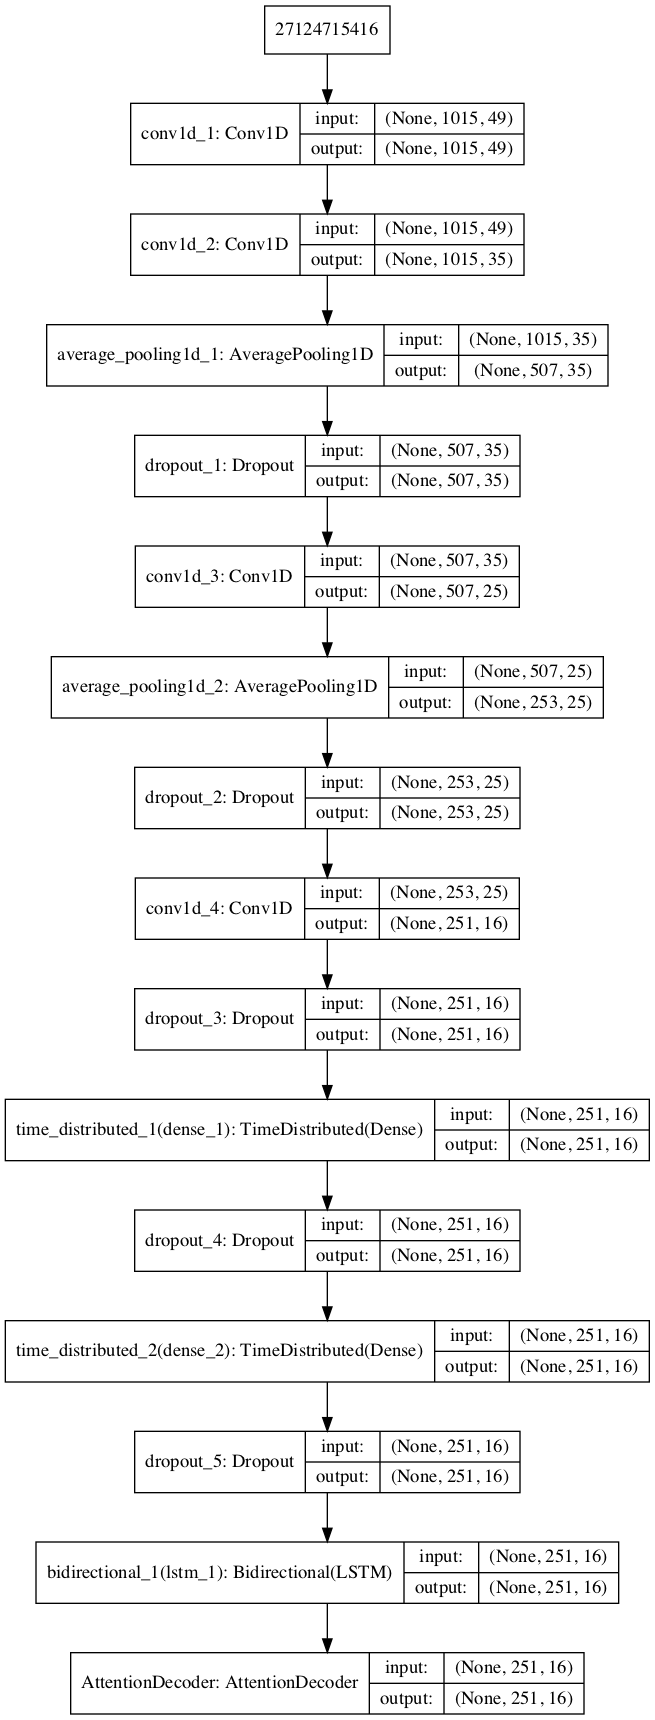 27124715416
conv1d_1: Conv1D
input:
(None, 1015, 49)
output:
(None, 1015, 49)
conv1d_2: Conv1D
input:
(None, 1015, 49)
output:
(None, 1015, 35)
average_pooling1d_1: AveragePooling1D
input:
(None, 1015, 35)
output:
(None, 507, 35)
dropout_1: Dropout
input:
(None, 507, 35)
output:
(None, 507, 35)
conv1d_3: Conv1D
input:
(None, 507, 35)
output:
(None, 507, 25)
average_pooling1d_2: AveragePooling1D
input:
(None, 507, 25)
output:
(None, 253, 25)
dropout_2: Dropout
input:
(None, 253, 25)
output:
(None, 253, 25)
conv1d_4: Conv1D
input:
(None, 253, 25)
output:
(None, 251, 16)
dropout_3: Dropout
input:
(None, 251, 16)
output:
(None, 251, 16)
time_distributed_1(dense_1): TimeDistributed(Dense)
input:
(None, 251, 16)
output:
(None, 251, 16)
dropout_4: Dropout
input:
(None, 251, 16)
output:
(None, 251, 16)
time_distributed_2(dense_2): TimeDistributed(Dense)
input:
(None, 251, 16)
output:
(None, 251, 16)
dropout_5: Dropout
input:
(None, 251, 16)
output:
(None, 251, 16)
bidirectional_1(lstm_1): Bidirectional(LSTM)
input:
(None, 251, 16)
output:
(None, 251, 16)
AttentionDecoder: AttentionDecoder
input:
(None, 251, 16)
output:
(None, 251, 16)